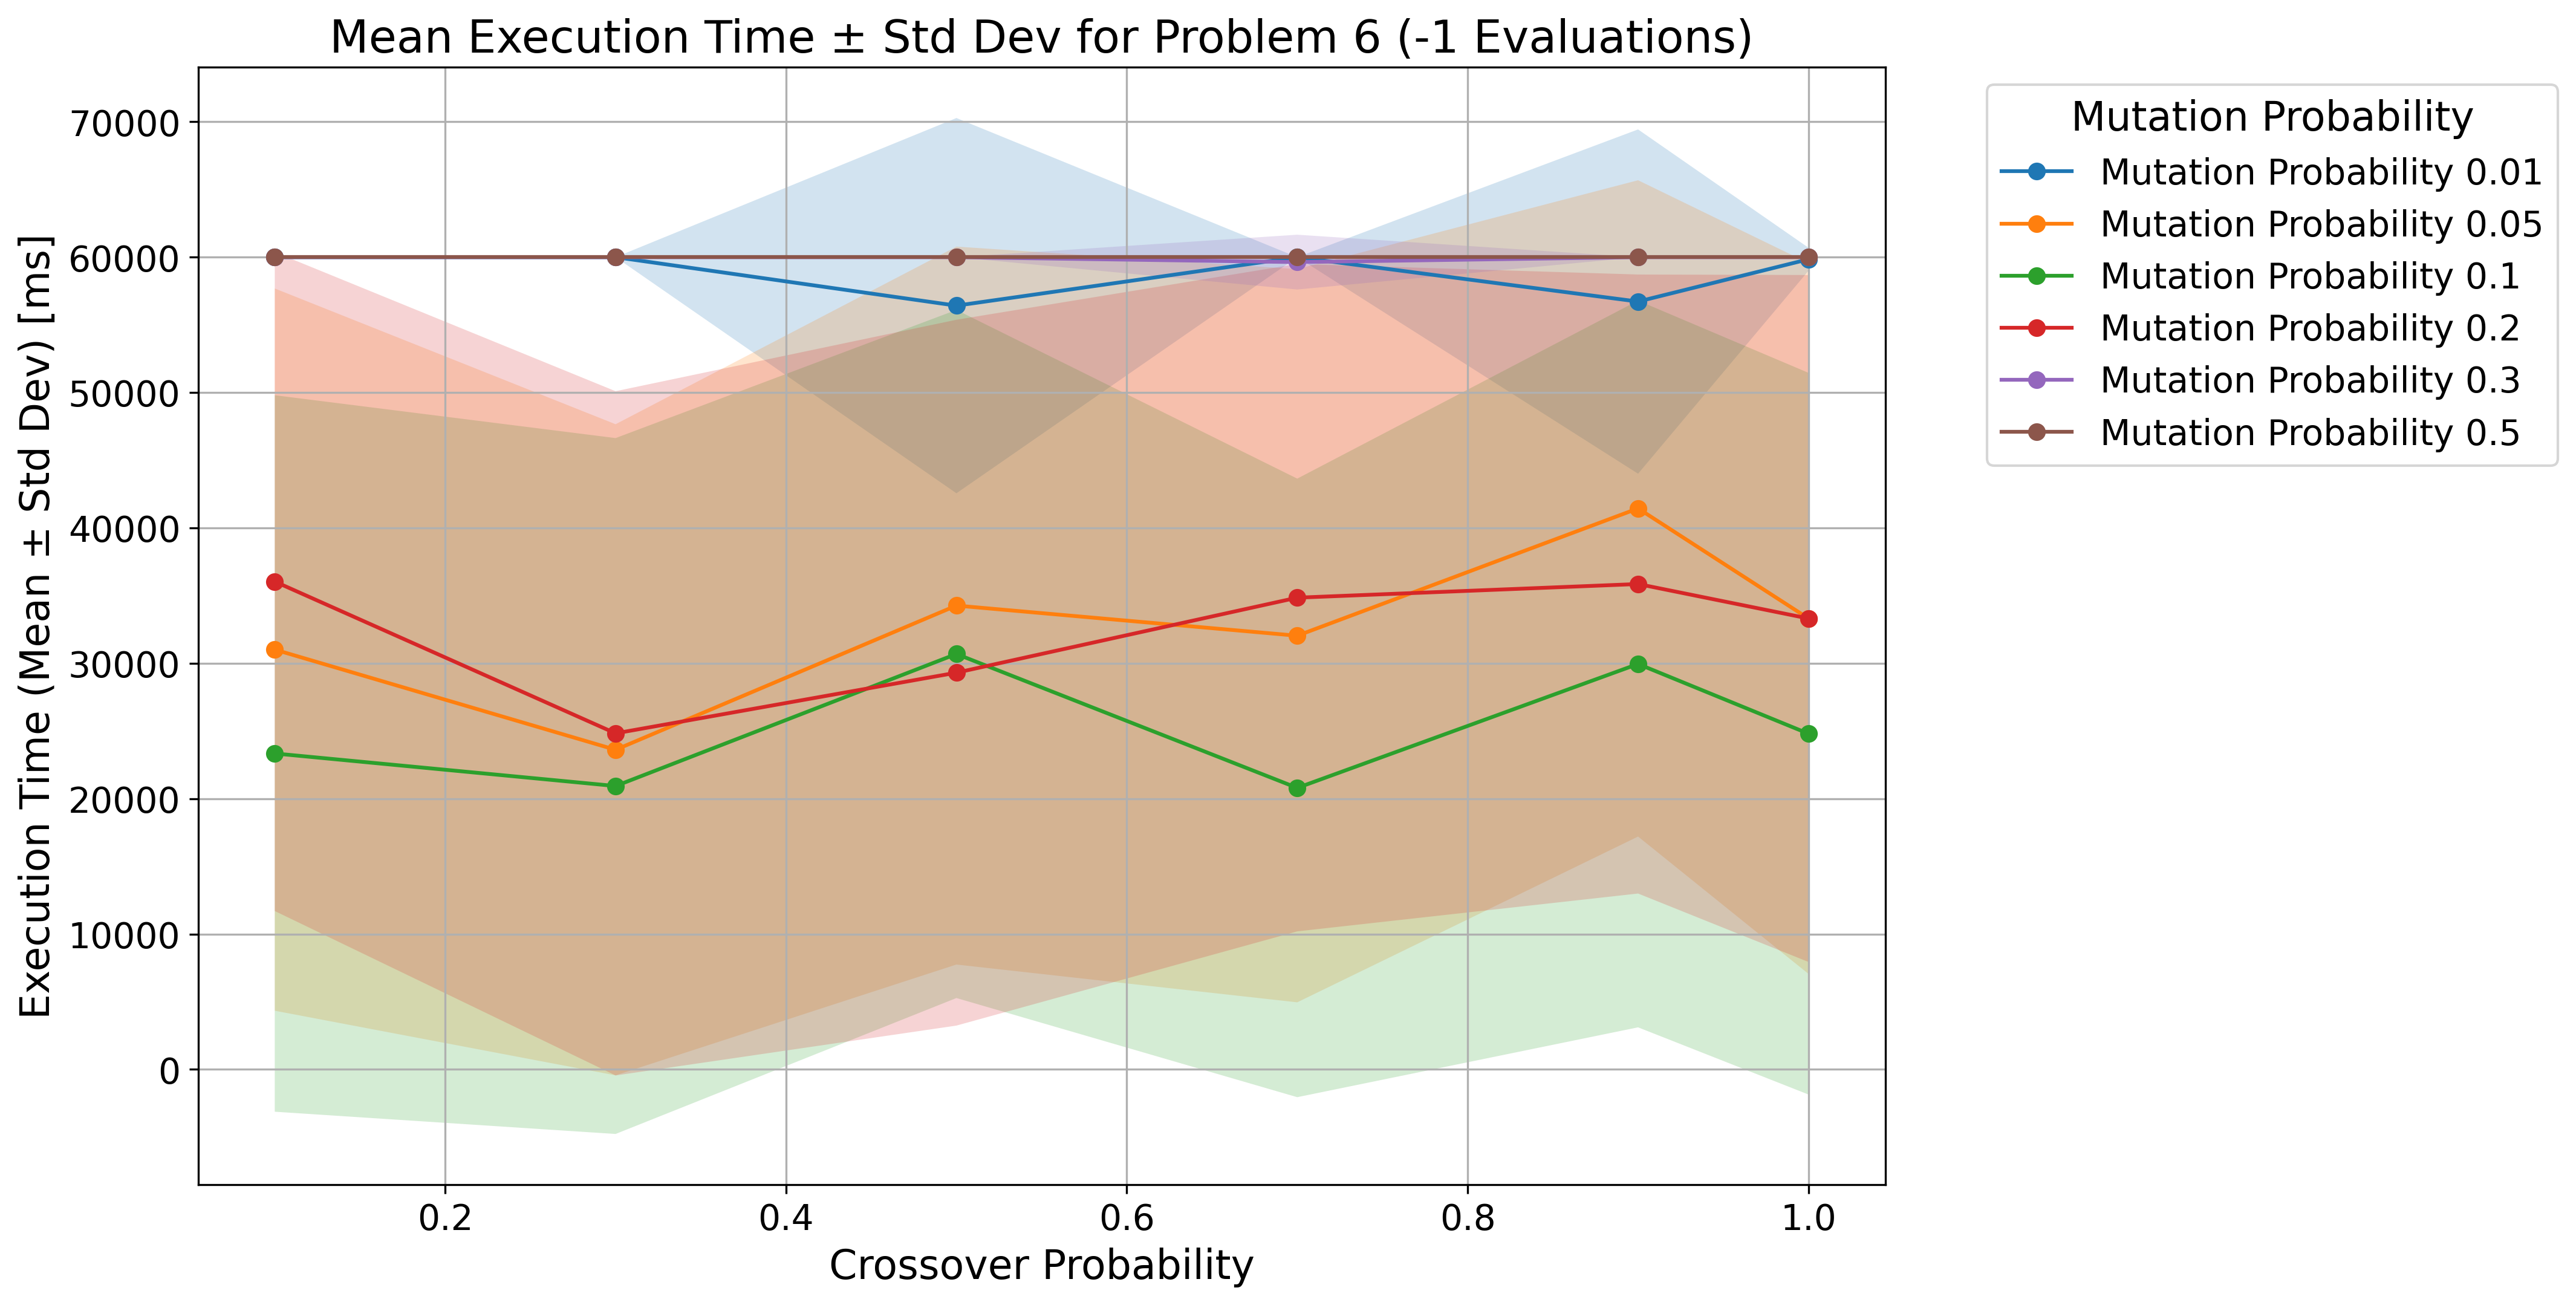 Mean Execution Time ± Std Dev for Problem 6 (-1 Evaluations)
Execution Time (Mean ± Std Dev) [ms]
70000
60000
50000
40000
30000
20000
10000
0
0.2
0.4
0.6
0.8
1.0
Crossover Probability
Mutation Probability
Mutation Probability 0.01
Mutation Probability 0.05
Mutation Probability 0.1
Mutation Probability 0.2
Mutation Probability 0.3
Mutation Probability 0.5